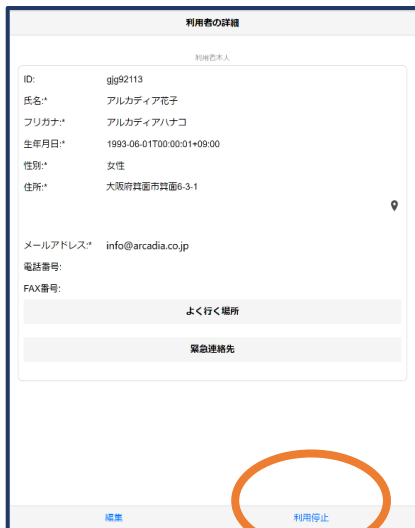 利用者の詳細
利用者本人
ID: gjg92113
氏名:* アルカディア花子
フリガナ:* アルカディアハナコ
生年月日:* 1993-06-01T00:00:01+09:00
性別:* 女性
住所:* 大阪府箕面市箕面6-3-1
メールアドレス:* info@arcadia.co.jp
電話番号:
FAX番号:
よく行く場所
緊急連絡先
編集 利用停止